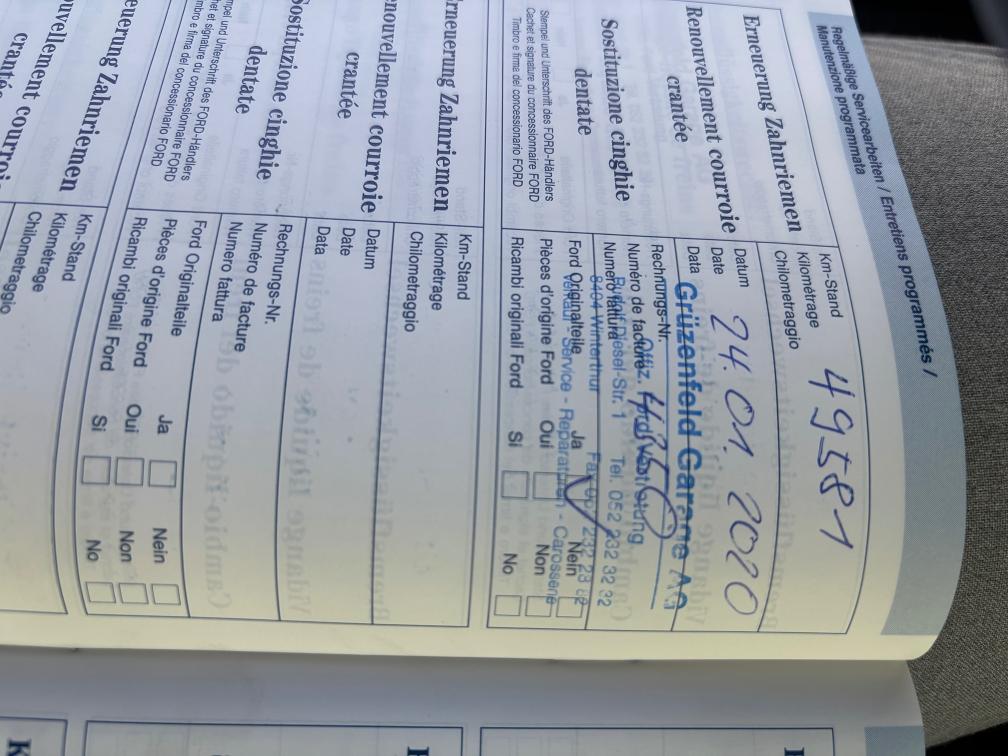 Regelmäßige Servicearbeiten / Entretiens programmés /
Manutenzione programmata
Erneuerung Zahnriemen
Renouvellement courroie
crantée
Sostituzione cinghie
dentate
Stempel und Unterschrift des FORD-Händlers
Cachet et signature du concessionnaire FORD
Timbro e firma del concessionario FORD
Km-Stand
Kilométrage
Chilometraggio
49581
Datum
Date
Data
24.01.2020
Rechnungs-Nr.
Numéro de facture
Numero fattura
Grüzenfeld Garage AG
Offiz. Ford Vertretung
Rudolf Diesel-Str. 1 Tel. 052 232 32 32
8404 Winterthur
Verkauf - Service - Reparaturen - Carosserie
Ford Originalteile Ja Nein
Pièces d'origine Ford Oui Non
Ricambi originali Ford Si No
Erneuerung Zahnriemen
Renouvellement courroie
crantée
Sostituzione cinghie
dentate
Stempel und Unterschrift des FORD-Händlers
Cachet et signature du concessionnaire FORD
Timbro e firma del concessionario FORD
Km-Stand
Kilométrage
Chilometraggio
Datum
Date
Data
Rechnungs-Nr.
Numéro de facture
Numero fattura
Ford Originalteile Ja Nein
Pièces d'origine Ford Oui Non
Ricambi originali Ford Si No
Erneuerung Zahnriemen
Renouvellement courroie
crantée
Km-Stand
Kilométrage
Chilometraggio